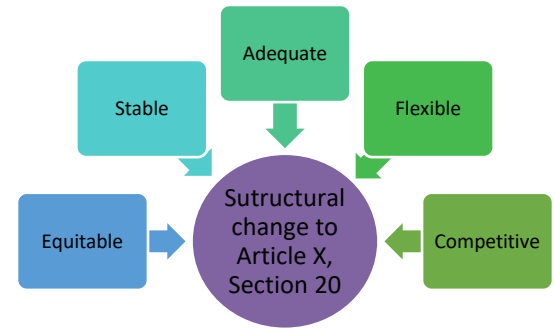 Adequate
Stable
Flexible
Equitable
Sutructural
change to
Article X,
Section 20
Competitive